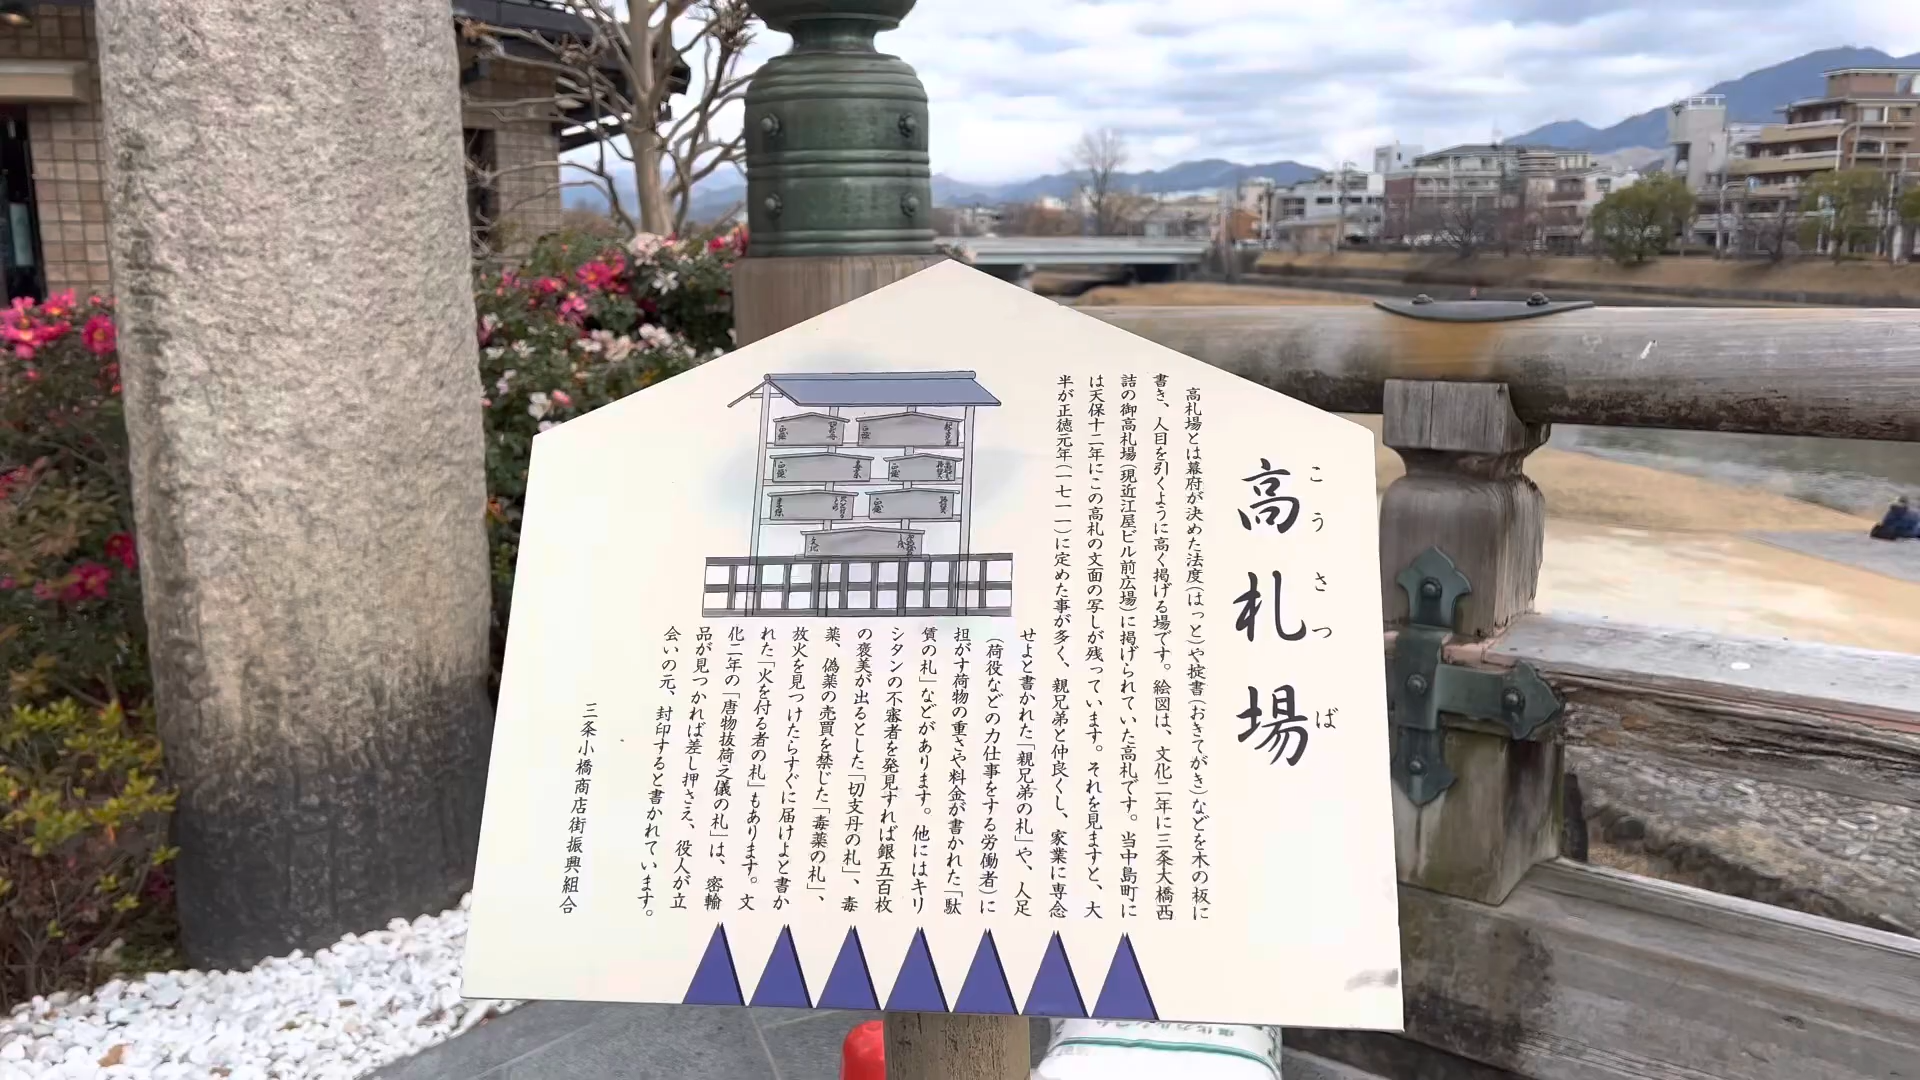 高札場
こうさつば
高札場とは幕府が決めた法度(はっと)や掟書(おきてがき)などを木の板に
書き、人目を引くように高く掲げる場です。絵図は、文化二年に三条大橋西
詰の御高札場(現近江屋ビル前広場)に掲げられていた高札です。当中島町に
は天保十二年にこの高札の文面の写しが残っています。それを見ますと、大
半が正徳元年(一七一一)に定めた事が多く、親兄弟と仲良くし、家業に専念
せよと書かれた「親兄弟の札」や、人足
(荷役などの力仕事をする労働者)に
担がす荷物の重さや料金が書かれた「駄
賃の札」などがあります。他にはキリ
シタンの不審者を発見すれば銀五百枚
の褒美が出るとした「切支丹の札」、毒
薬、偽薬の売買を禁じた「毒薬の札」、
放火を見つけたらすぐに届けよと書か
れた「火を付る者の札」もあります。文
化二年の「唐物抜荷之儀の札」は、密輸
品が見つかれば差し押さえ、役人が立
会いの元、封印すると書かれています。
三条小橋商店街振興組合